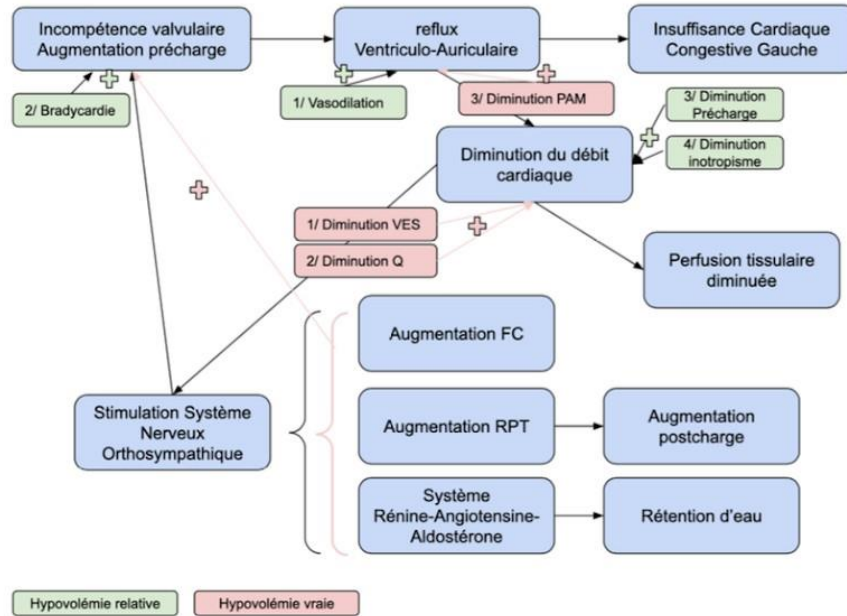 Incompétence valvulaire
Augmentation précharge
reflux
Ventriculo-Auriculaire
Insuffisance Cardiaque
Congestive Gauche
2/ Bradycardie
1/ Vasodilation
3/ Diminution PAM
3/ Diminution
Précharge
4/ Diminution
inotropisme
Diminution du débit
cardiaque
1/ Diminution VES
2/ Diminution Q
Perfusion tissulaire
diminuée
Augmentation FC
Stimulation Système
Nerveux
Orthosympathique
Augmentation RPT
Augmentation
postcharge
Système
Rénine-Angiotensine-
Aldostérone
Rétention d'eau
Hypovolémie relative
Hypovolémie vraie